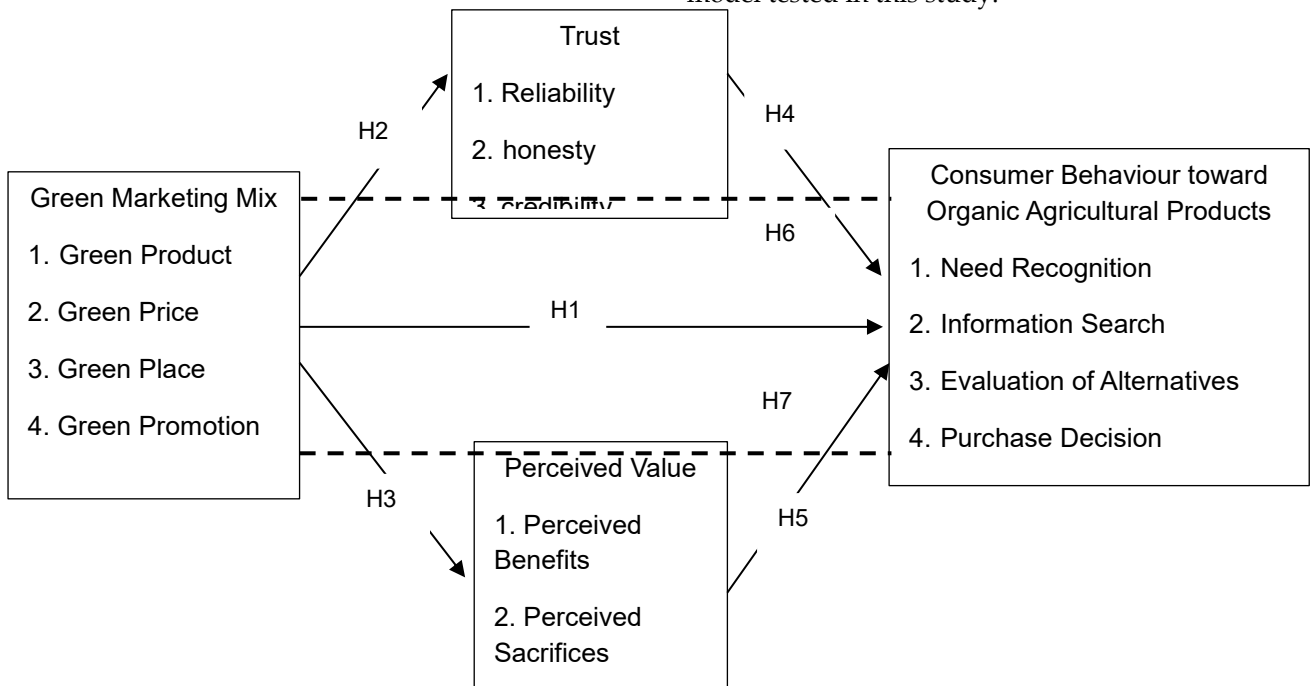 model tested in this study.
Trust
1. Reliability
2. honesty
3. credibility
H2
H4
Green Marketing Mix
1. Green Product
2. Green Price
3. Green Place
4. Green Promotion
Consumer Behaviour toward
Organic Agricultural Products
1. Need Recognition
2. Information Search
3. Evaluation of Alternatives
4. Purchase Decision
H6
H1
H7
H3
H5
Perceived Value
1. Perceived
Benefits
2. Perceived
Sacrifices